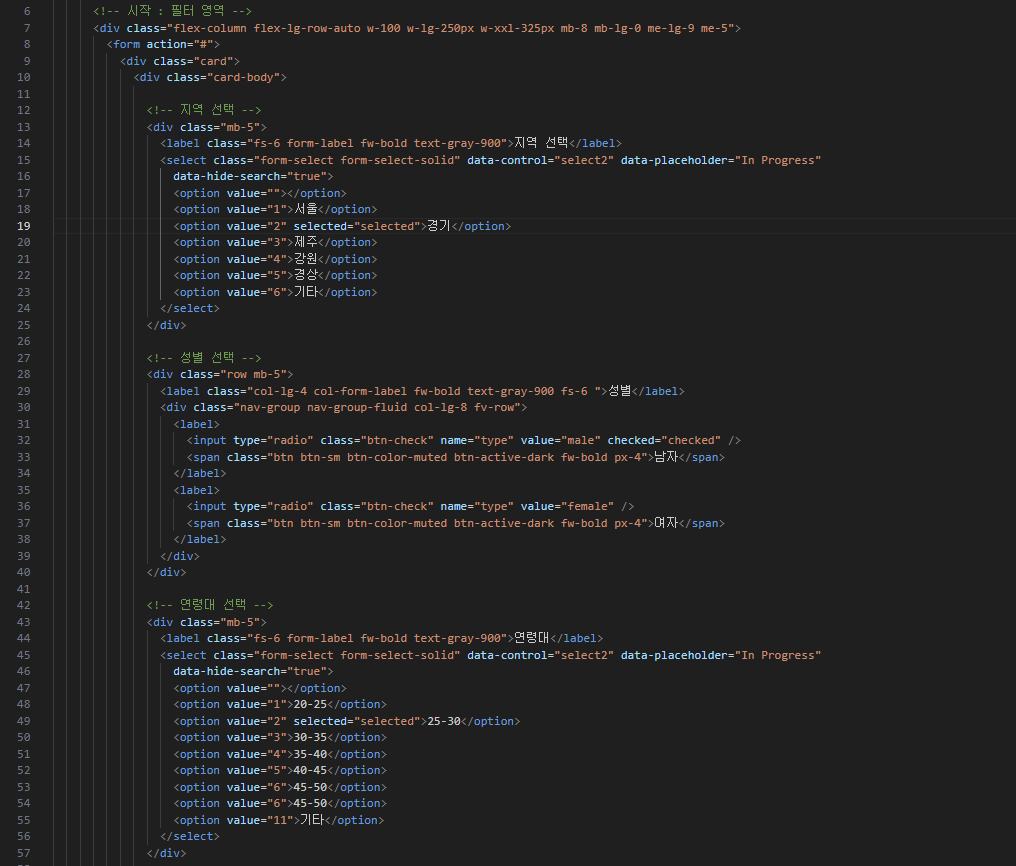 6 <!-- 시작 : 필터 영역 -->
7 <div class="flex-column flex-lg-row-auto w-100 w-lg-250px w-xxl-325px mb-8 mb-lg-0 me-lg-9 me-5">
8 <form action="#">
9 <div class="card">
10 <div class="card-body">
11
12 <!-- 지역 선택 -->
13 <div class="mb-5">
14 <label class="fs-6 form-label fw-bold text-gray-900">지역 선택</label>
15 <select class="form-select form-select-solid" data-control="select2" data-placeholder="In Progress"
16 data-hide-search="true">
17 <option value=""></option>
18 <option value="1">서울</option>
19 <option value="2" selected="selected">경기</option>
20 <option value="3">제주</option>
21 <option value="4">강원</option>
22 <option value="5">경상</option>
23 <option value="6">기타</option>
24 </select>
25 </div>
26
27 <!-- 성별 선택 -->
28 <div class="row mb-5">
29 <label class="col-lg-4 col-form-label fw-bold text-gray-900 fs-6 ">성별</label>
30 <div class="nav-group nav-group-fluid col-lg-8 fv-row">
31 <label>
32 <input type="radio" class="btn-check" name="type" value="male" checked="checked" />
33 <span class="btn btn-sm btn-color-muted btn-active-dark fw-bold px-4">남자</span>
34 </label>
35 <label>
36 <input type="radio" class="btn-check" name="type" value="female" />
37 <span class="btn btn-sm btn-color-muted btn-active-dark fw-bold px-4">여자</span>
38 </label>
39 </div>
40 </div>
41
42 <!-- 연령대 선택 -->
43 <div class="mb-5">
44 <label class="fs-6 form-label fw-bold text-gray-900">연령대</label>
45 <select class="form-select form-select-solid" data-control="select2" data-placeholder="In Progress"
46 data-hide-search="true">
47 <option value=""></option>
48 <option value="1">20-25</option>
49 <option value="2" selected="selected">25-30</option>
50 <option value="3">30-35</option>
51 <option value="4">35-40</option>
52 <option value="5">40-45</option>
53 <option value="6">45-50</option>
54 <option value="6">45-50</option>
55 <option value="11">기타</option>
56 </select>
57 </div>